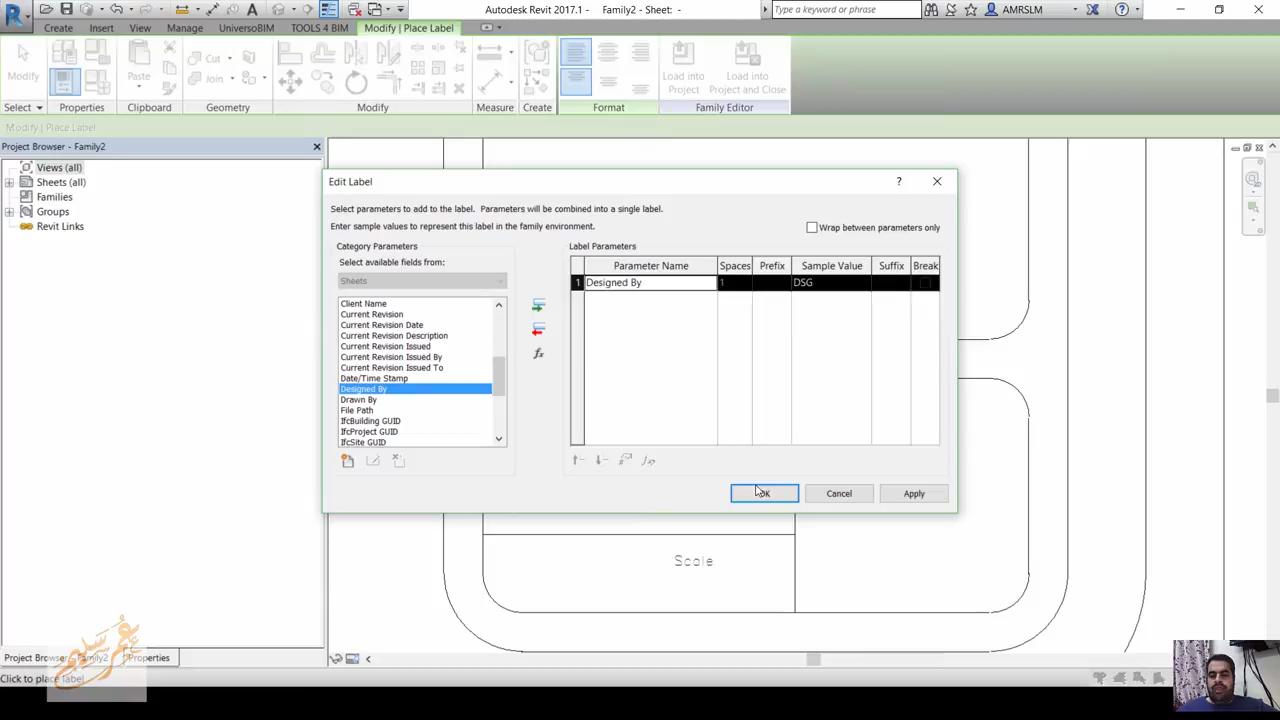 Autodesk Revit 2017.1 - Family2 - Sheet: -
Type a keyword or phrase
AMRSLM
Create Insert View Manage UniversoBIM TOOLS 4 BIM Modify | Place Label
Modify
Paste
Cut
Join
Load into Project
Load into Project and Close
Select Properties Clipboard Geometry Modify Measure Create Format Family Editor
Modify | Place Label
Project Browser - Family2
Views (all)
Sheets (all)
Families
Groups
Revit Links
Edit Label
Select parameters to add to the label. Parameters will be combined into a single label.
Enter sample values to represent this label in the family environment.
Wrap between parameters only
Category Parameters
Select available fields from:
Sheets
Client Name
Current Revision
Current Revision Date
Current Revision Description
Current Revision Issued
Current Revision Issued By
Current Revision Issued To
Date/Time Stamp
Designed By
Drawn By
File Path
IfcBuilding GUID
IfcProject GUID
IfcSite GUID
Label Parameters
Parameter Name Spaces Prefix Sample Value Suffix Break
1 Designed By 1 DSG
OK Cancel Apply
Scale
Project Browser - Family2 Properties
Click to place label